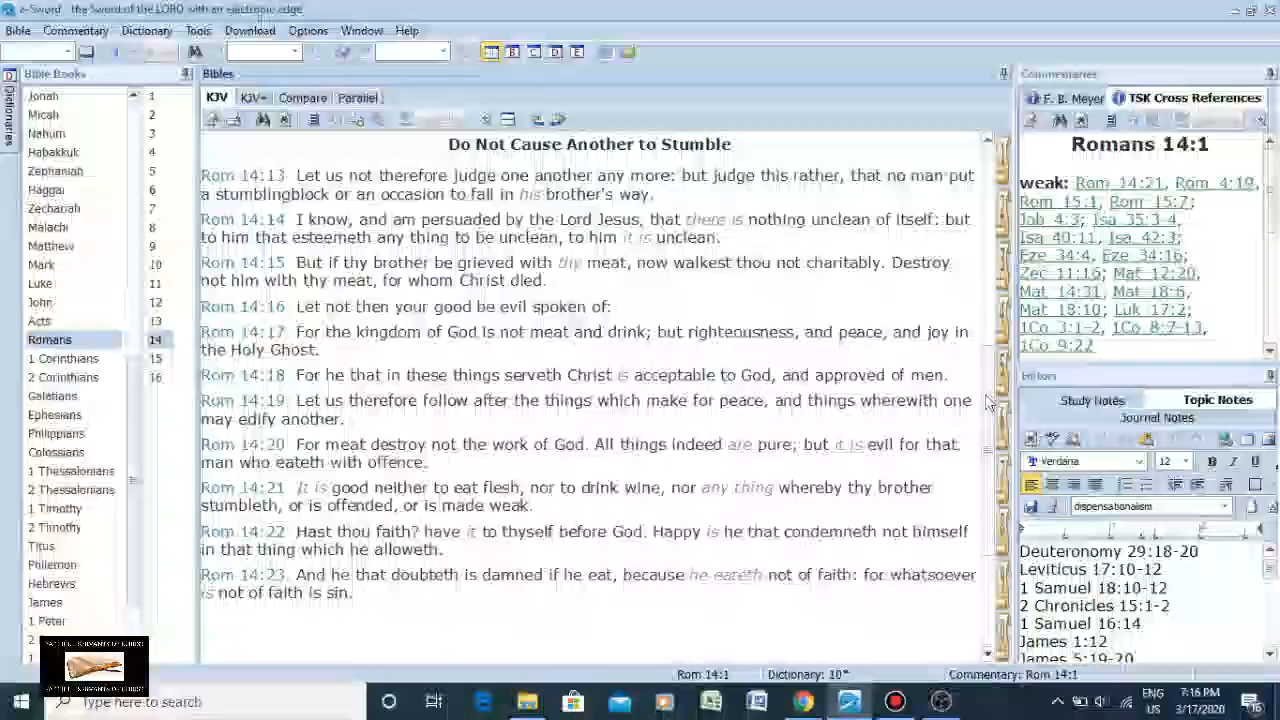 e-Sword - the Sword of the LORD with an electronic edge
Bible Commentary Dictionary Tools Download Options Window Help
B C D E
Dictionaries
Bible Books
Jonah
Micah
Nahum
Habakkuk
Zephaniah
Haggai
Zechariah
Malachi
Matthew
Mark
Luke
John
Acts
Romans
1 Corinthians
2 Corinthians
Galatians
Ephesians
Philippians
Colossians
1 Thessalonians
2 Thessalonians
1 Timothy
2 Timothy
Titus
Philemon
Hebrews
James
1 Peter
2
1
1
2
3
4
5
6
7
8
9
10
11
12
13
14
15
16
Bibles
KJV KJV+ Compare Parallel
Do Not Cause Another to Stumble
Rom 14:13 Let us not therefore judge one another any more: but judge this rather, that no man put
a stumblingblock or an occasion to fall in his brother's way.
Rom 14:14 I know, and am persuaded by the Lord Jesus, that there is nothing unclean of itself: but
to him that esteemeth any thing to be unclean, to him it is unclean.
Rom 14:15 But if thy brother be grieved with thy meat, now walkest thou not charitably. Destroy
not him with thy meat, for whom Christ died.
Rom 14:16 Let not then your good be evil spoken of:
Rom 14:17 For the kingdom of God is not meat and drink; but righteousness, and peace, and joy in
the Holy Ghost.
Rom 14:18 For he that in these things serveth Christ is acceptable to God, and approved of men.
Rom 14:19 Let us therefore follow after the things which make for peace, and things wherewith one
may edify another.
Rom 14:20 For meat destroy not the work of God. All things indeed are pure; but it is evil for that
man who eateth with offence.
Rom 14:21 It is good neither to eat flesh, nor to drink wine, nor any thing whereby thy brother
stumbleth, or is offended, or is made weak.
Rom 14:22 Hast thou faith? have it to thyself before God. Happy is he that condemneth not himself
in that thing which he alloweth.
Rom 14:23 And he that doubteth is damned if he eat, because he eateth not of faith: for whatsoever
is not of faith is sin.
Commentaries
F. B. Meyer TSK Cross References
Romans 14:1
weak: Rom 14:21, Rom 4:19,
Rom 15:1, Rom 15:7;
Job 4:3; Isa 35:3-4,
Isa 40:11, Isa 42:3;
Eze 34:4, Eze 34:16;
Zec 11:16; Mat 12:20,
Mat 14:31, Mat 18:6,
Mat 18:10; Luk 17:2;
1Co 3:1-2, 1Co 8:7-13,
1Co 9:22
Editors
Study Notes Topic Notes
Journal Notes
Verdana 12 B I U
dispensationalism
Deuteronomy 29:18-20
Leviticus 17:10-12
1 Samuel 18:10-12
2 Chronicles 15:1-2
1 Samuel 16:14
James 1:12
James 5:19-20
Rom 14:1 Dictionary: 10* Commentary: Rom 14:1
FAITHFUL SERVANTS OF CHRIST
FAITHFUL SERVANTS OF CHRIST
Type here to search
ENG
US
7:16 PM
3/17/2020
16